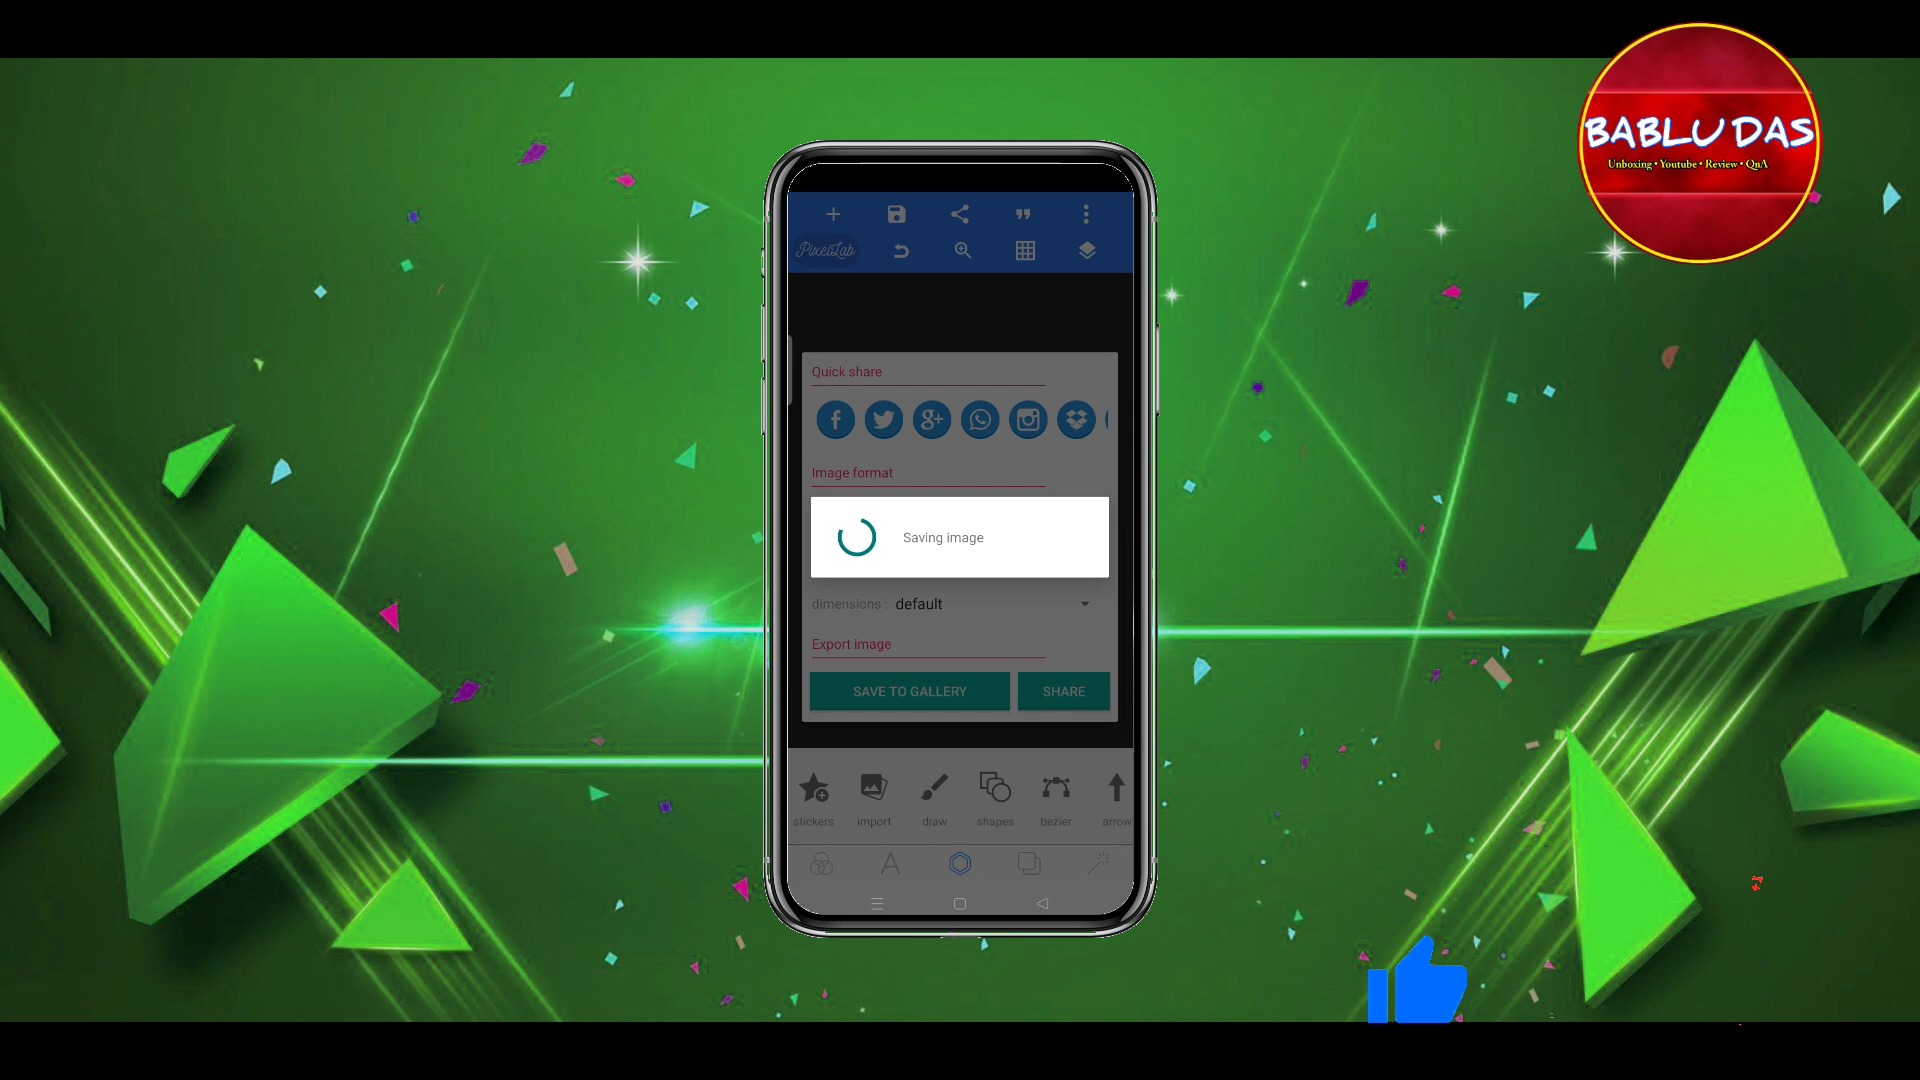 BABLU DAS
Unboxing • Youtube • Review • QnA
PixelLab
Quick share
Image format
Saving image
dimensions : default
Export image
SAVE TO GALLERY SHARE
stickers import draw shapes bezier arrow